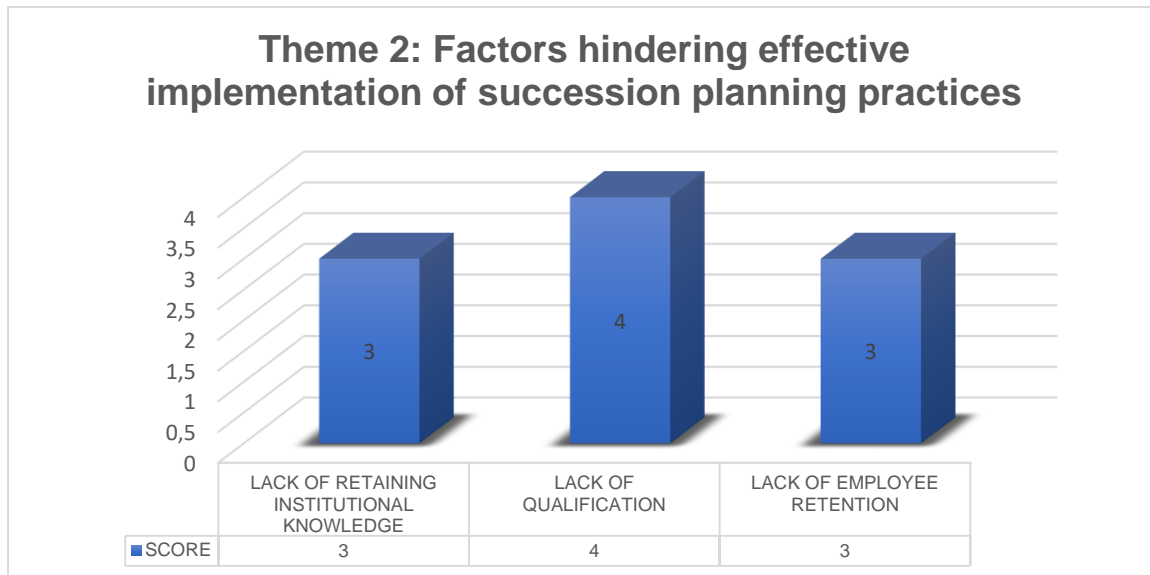 Theme 2: Factors hindering effective
implementation of succession planning practices
4
3,5
3
2,5
2
1,5
1
0,5
0
3
4
3
LACK OF RETAINING
INSTITUTIONAL
KNOWLEDGE
LACK OF
QUALIFICATION
LACK OF EMPLOYEE
RETENTION
SCORE 3 4 3